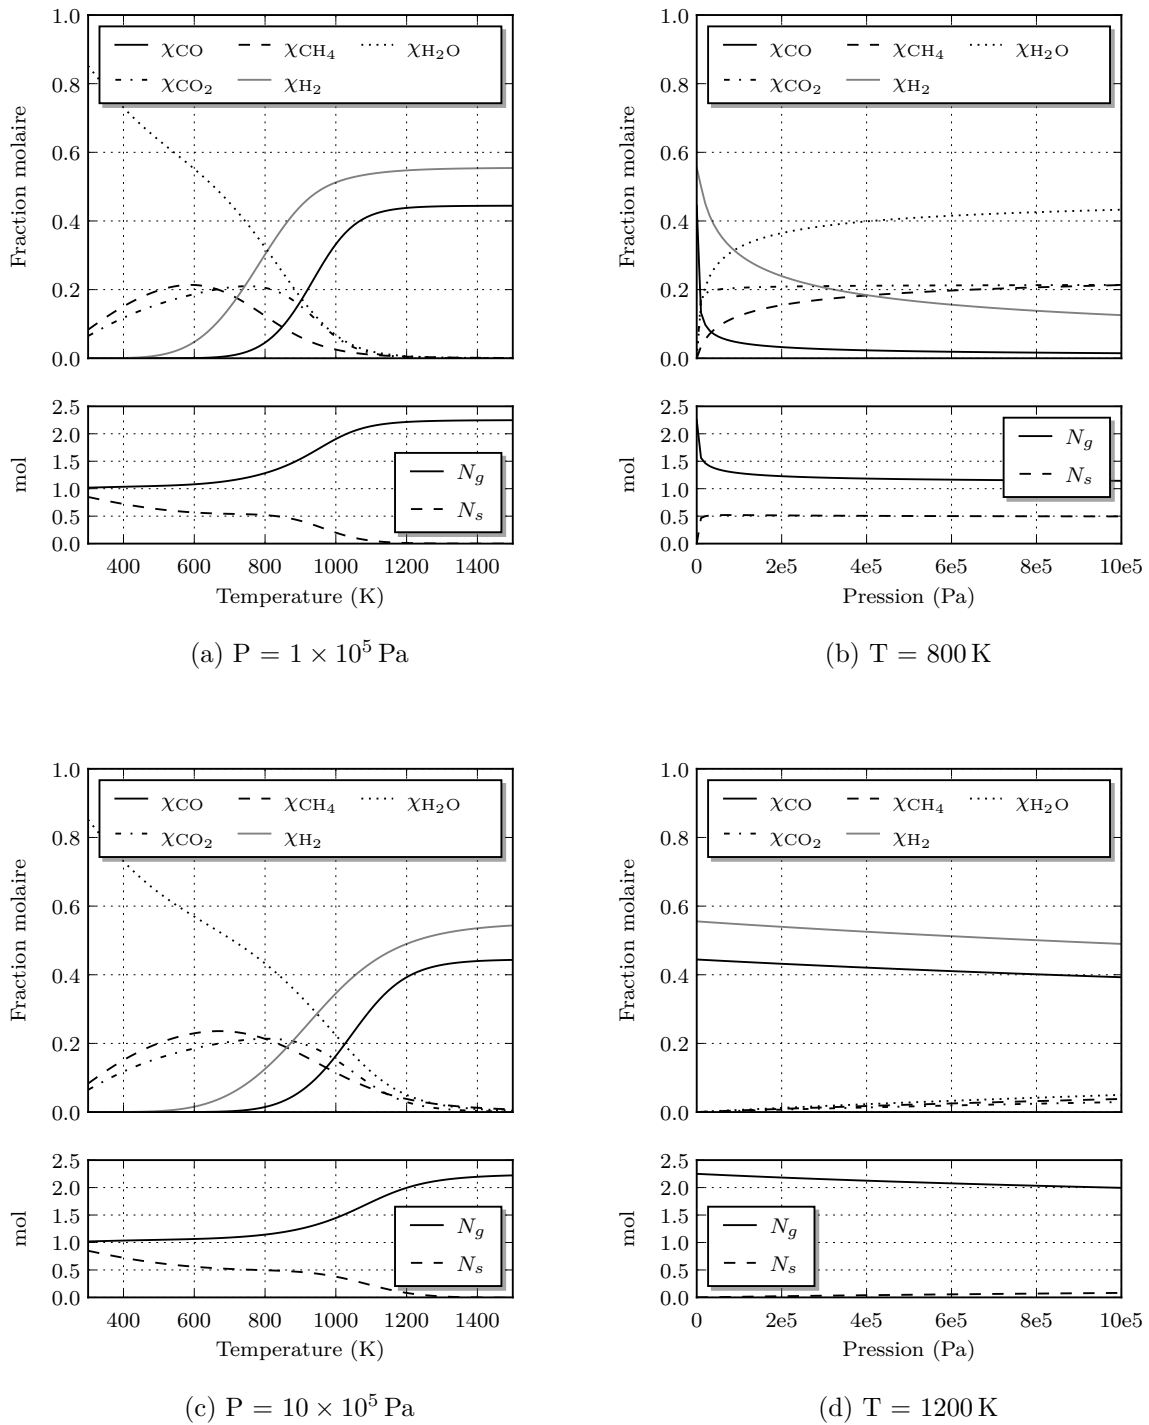 1.0
0.8
0.6
0.4
0.2
0.0
Fraction molaire
χCO χCH4 χH2O
χCO2 χH2
2.5
2.0
1.5
1.0
0.5
0.0
mol
Ng
Ns
400 600 800 1000 1200 1400
Temperature (K)
(a) P = 1 × 10^5 Pa
1.0
0.8
0.6
0.4
0.2
0.0
Fraction molaire
χCO χCH4 χH2O
χCO2 χH2
2.5
2.0
1.5
1.0
0.5
0.0
mol
Ng
Ns
0 2e5 4e5 6e5 8e5 10e5
Pression (Pa)
(b) T = 800 K
1.0
0.8
0.6
0.4
0.2
0.0
Fraction molaire
χCO χCH4 χH2O
χCO2 χH2
2.5
2.0
1.5
1.0
0.5
0.0
mol
Ng
Ns
400 600 800 1000 1200 1400
Temperature (K)
(c) P = 10 × 10^5 Pa
1.0
0.8
0.6
0.4
0.2
0.0
Fraction molaire
χCO χCH4 χH2O
χCO2 χH2
2.5
2.0
1.5
1.0
0.5
0.0
mol
Ng
Ns
0 2e5 4e5 6e5 8e5 10e5
Pression (Pa)
(d) T = 1200 K